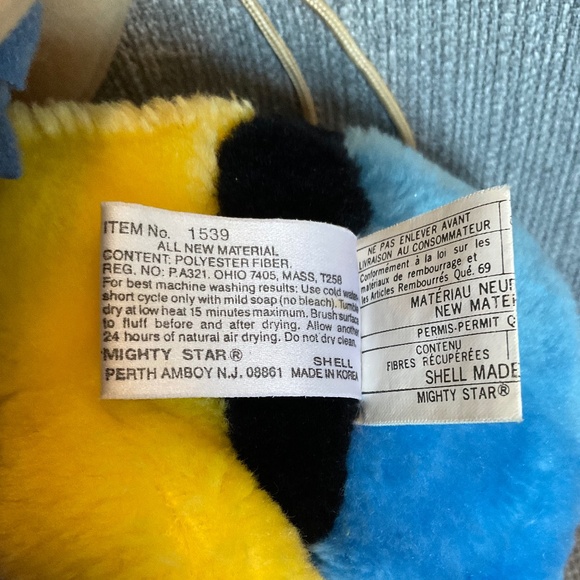 ITEM No. 1539
ALL NEW MATERIAL
CONTENT: POLYESTER FIBER.
REG. NO: P.A321. OHIO 7405, MASS, T258
For best machine washing results: Use cold water.
short cycle only with mild soap (no bleach). Tumble
dry at low heat 15 minutes maximum. Brush surface
to fluff before and after drying. Allow another
24 hours of natural air drying. Do not dry clean.
MIGHTY STAR® SHELL
PERTH AMBOY N.J. 08861 MADE IN KOREA
NE PAS ENLEVER AVANT
LIVRAISON AU CONSOMMATEUR
Conformément à la loi sur les
matériaux de rembourrage et
les Articles Rembourrés Qué. 69
MATÉRIAU NEUF
NEW MATE
PERMIS-PERMIT
CONTENU
FIBRES RÉCUPÉRÉES
SHELL MADE
MIGHTY STAR®